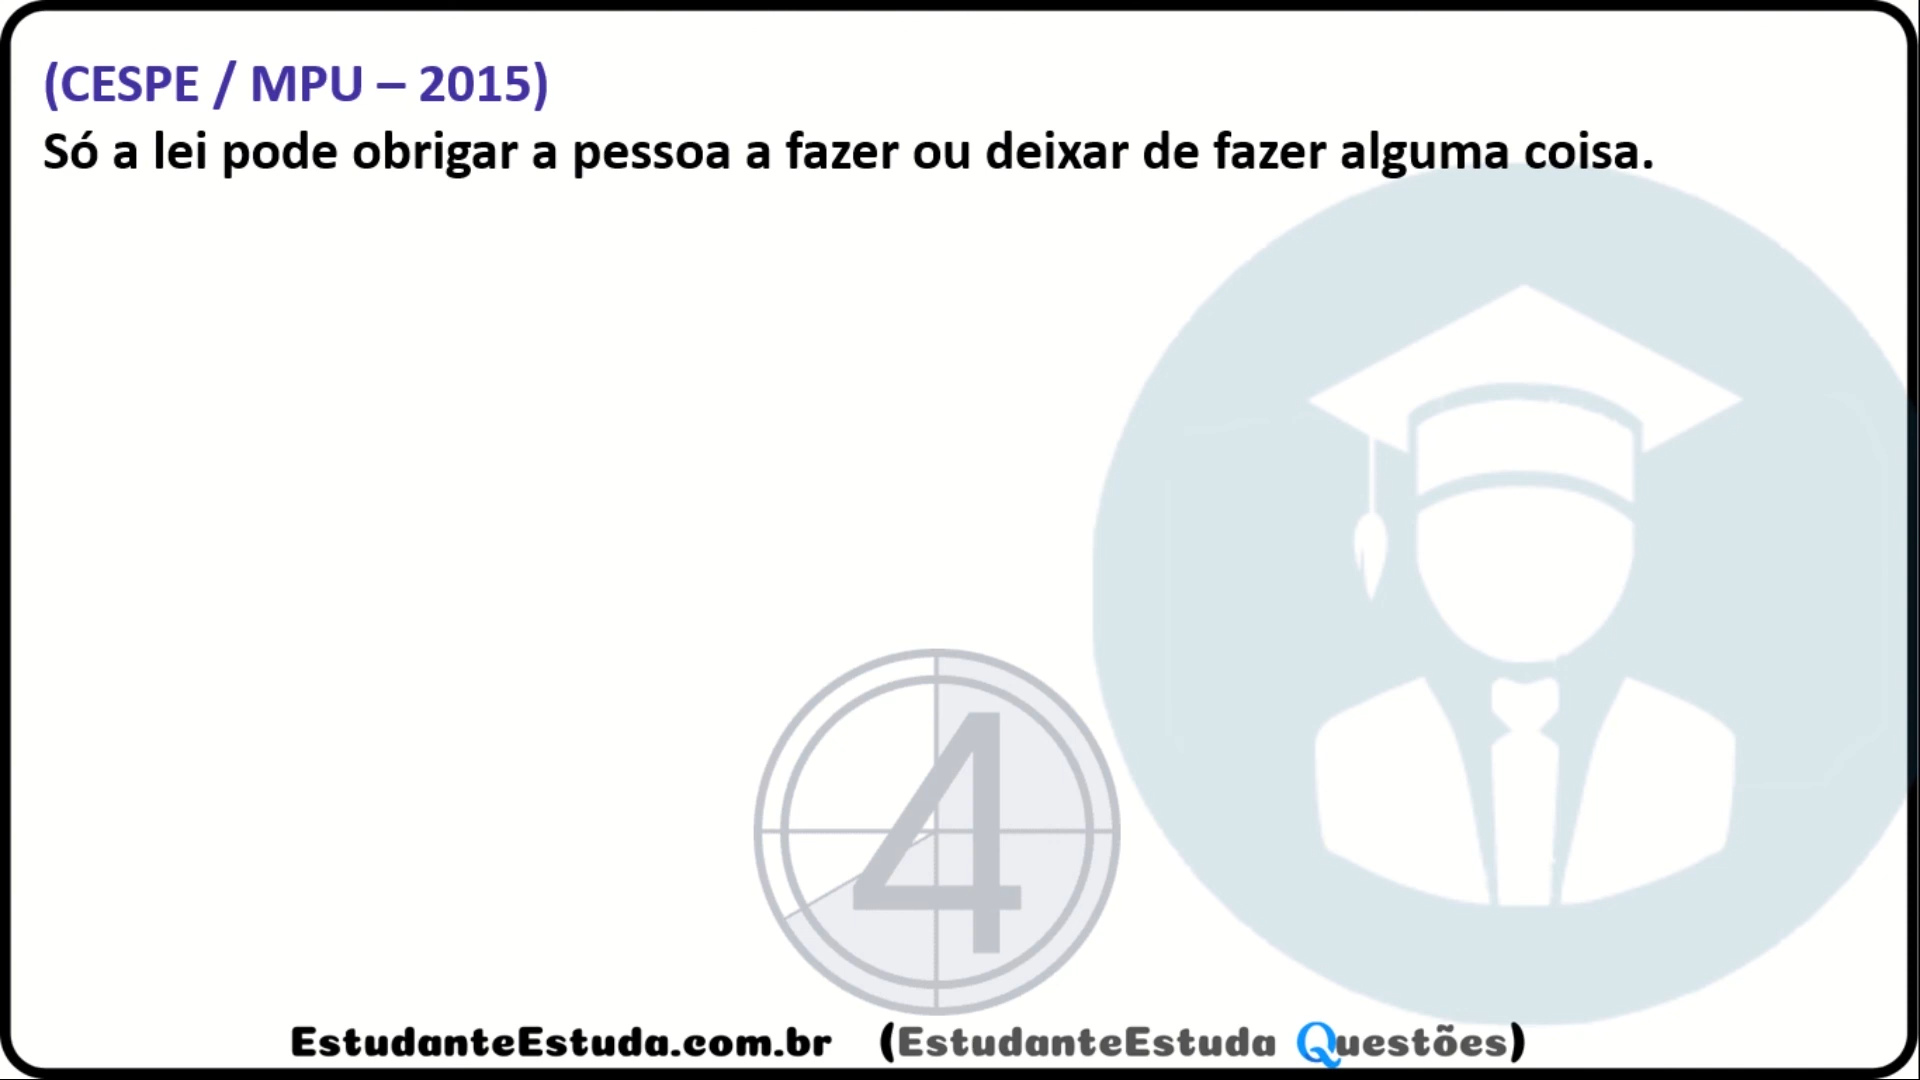 (CESPE / MPU – 2015)
Só a lei pode obrigar a pessoa a fazer ou deixar de fazer alguma coisa.
4
EstudanteEstuda.com.br (EstudanteEstuda Questões)